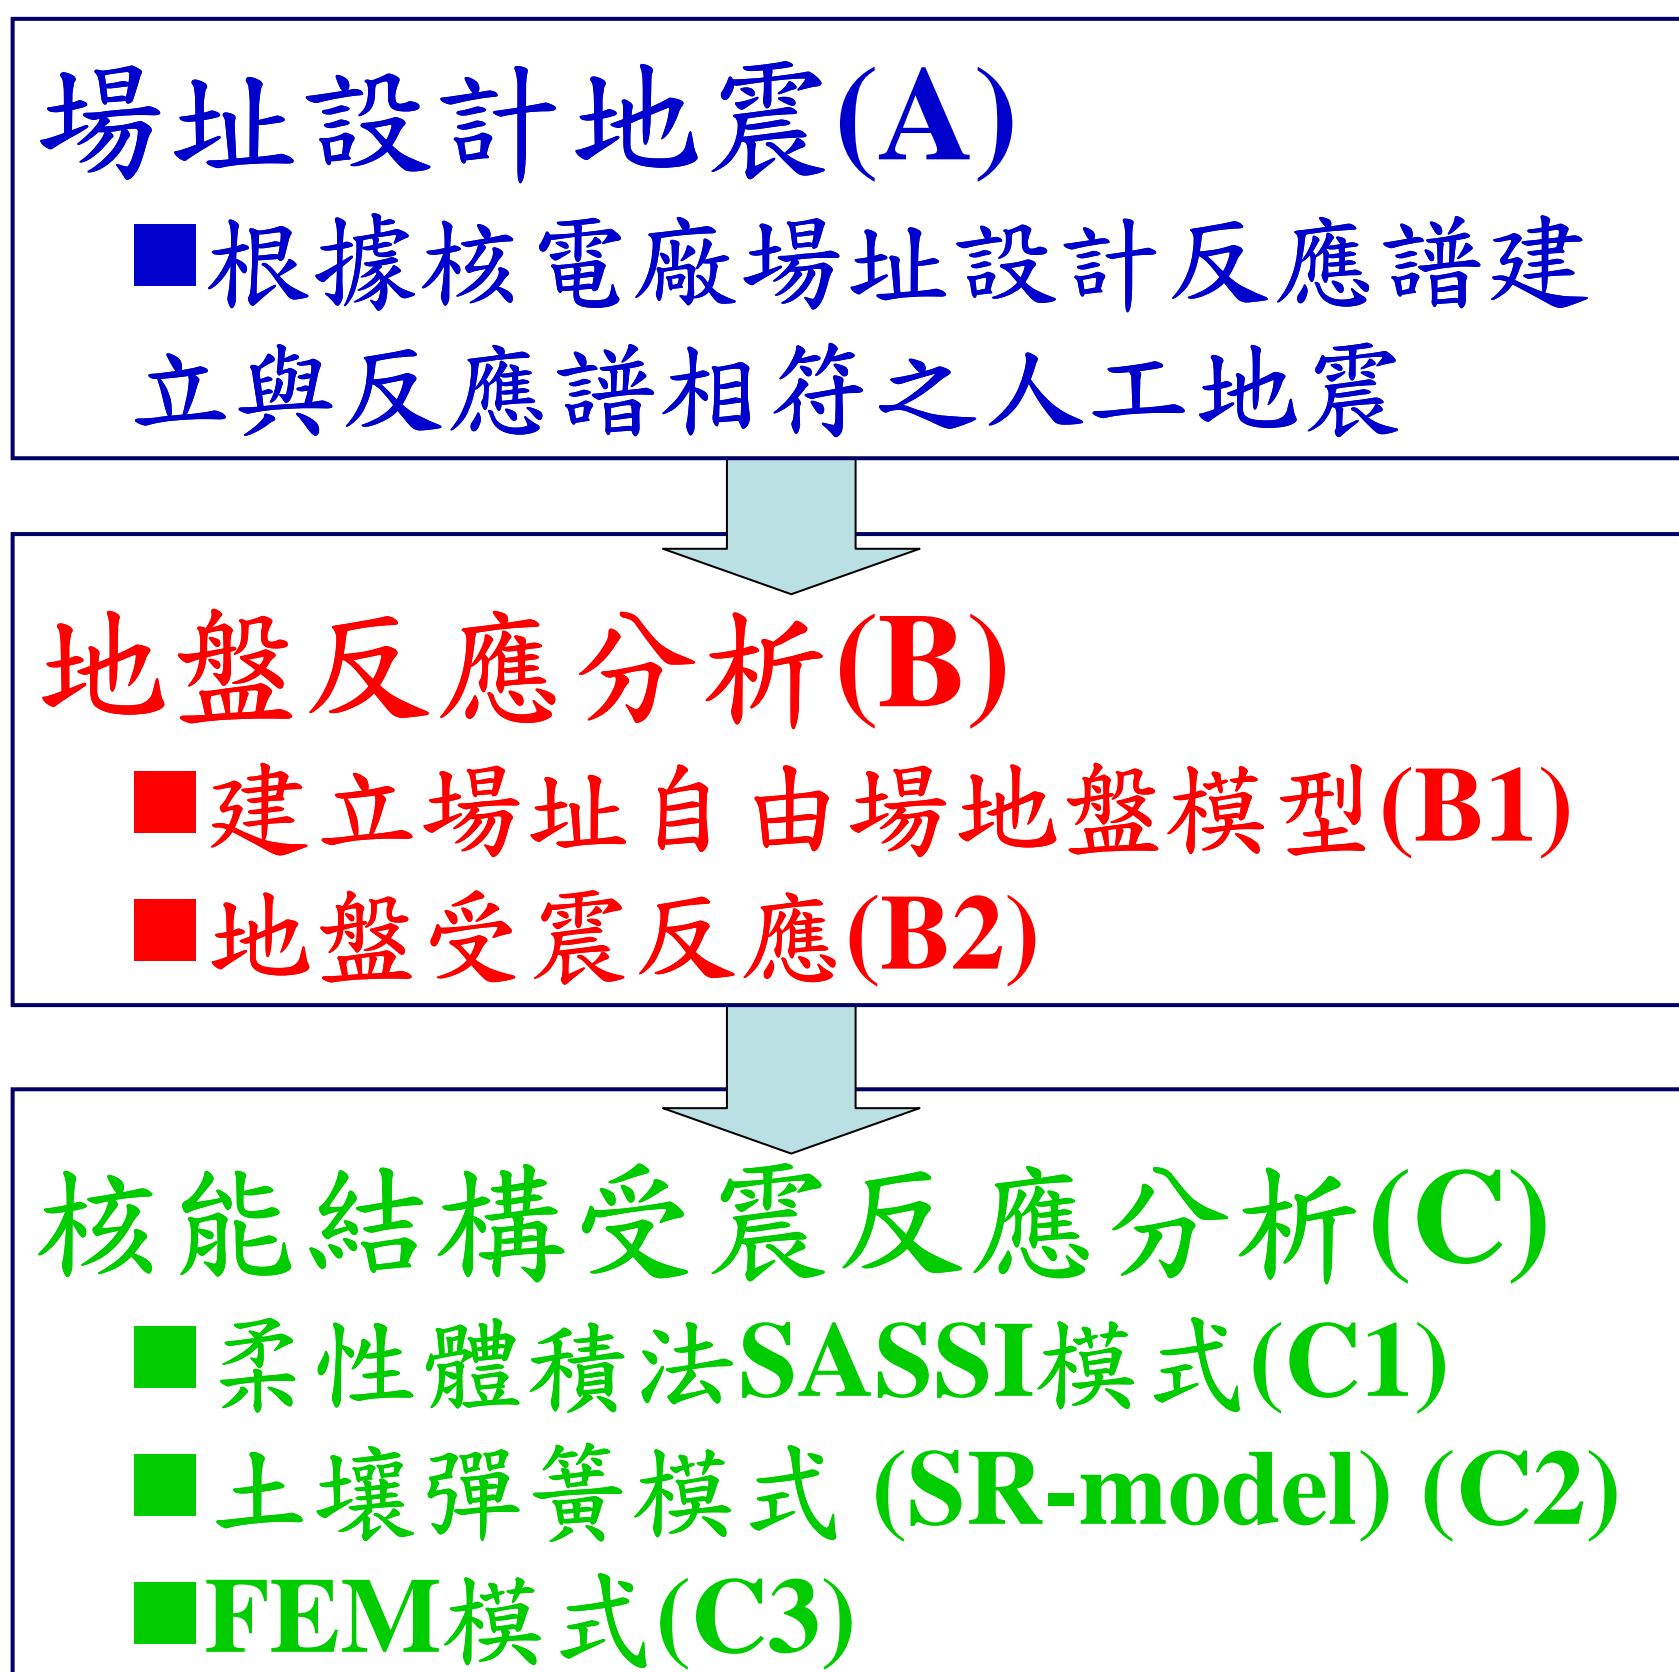 場址設計地震(A)
■根據核電廠場址設計反應譜建
立與反應譜相符之人工地震
地盤反應分析(B)
■建立場址自由場地盤模型(B1)
■地盤受震反應(B2)
核能結構受震反應分析(C)
■柔性體積法SASSI模式(C1)
■土壤彈簧模式 (SR-model) (C2)
■FEM模式(C3)